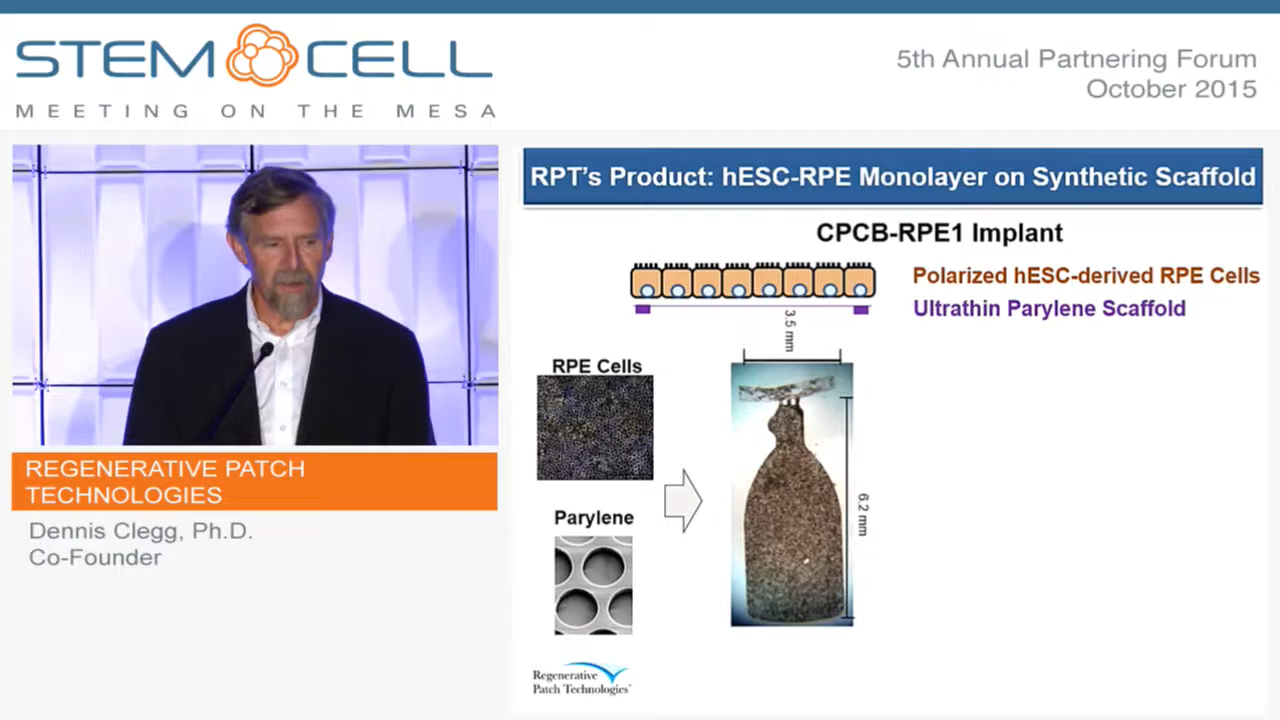 STEM CELL
MEETING ON THE MESA
5th Annual Partnering Forum
October 2015
REGENERATIVE PATCH
TECHNOLOGIES
Dennis Clegg, Ph.D.
Co-Founder
RPT's Product: hESC-RPE Monolayer on Synthetic Scaffold
CPCB-RPE1 Implant
Polarized hESC-derived RPE Cells
Ultrathin Parylene Scaffold
3.5 mm
RPE Cells
6.2 mm
Parylene
Regenerative
Patch Technologies™